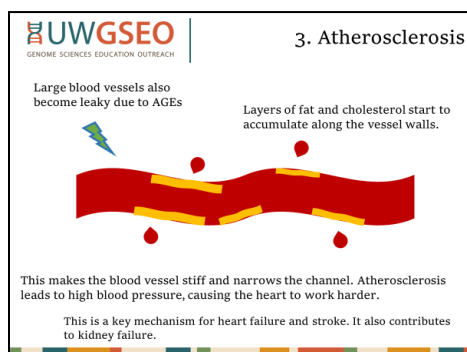 UWGSEO
GENOME SCIENCES EDUCATION OUTREACH
3. Atherosclerosis
Large blood vessels also
become leaky due to AGEs
Layers of fat and cholesterol start to
accumulate along the vessel walls.
This makes the blood vessel stiff and narrows the channel. Atherosclerosis
leads to high blood pressure, causing the heart to work harder.
This is a key mechanism for heart failure and stroke. It also contributes
to kidney failure.